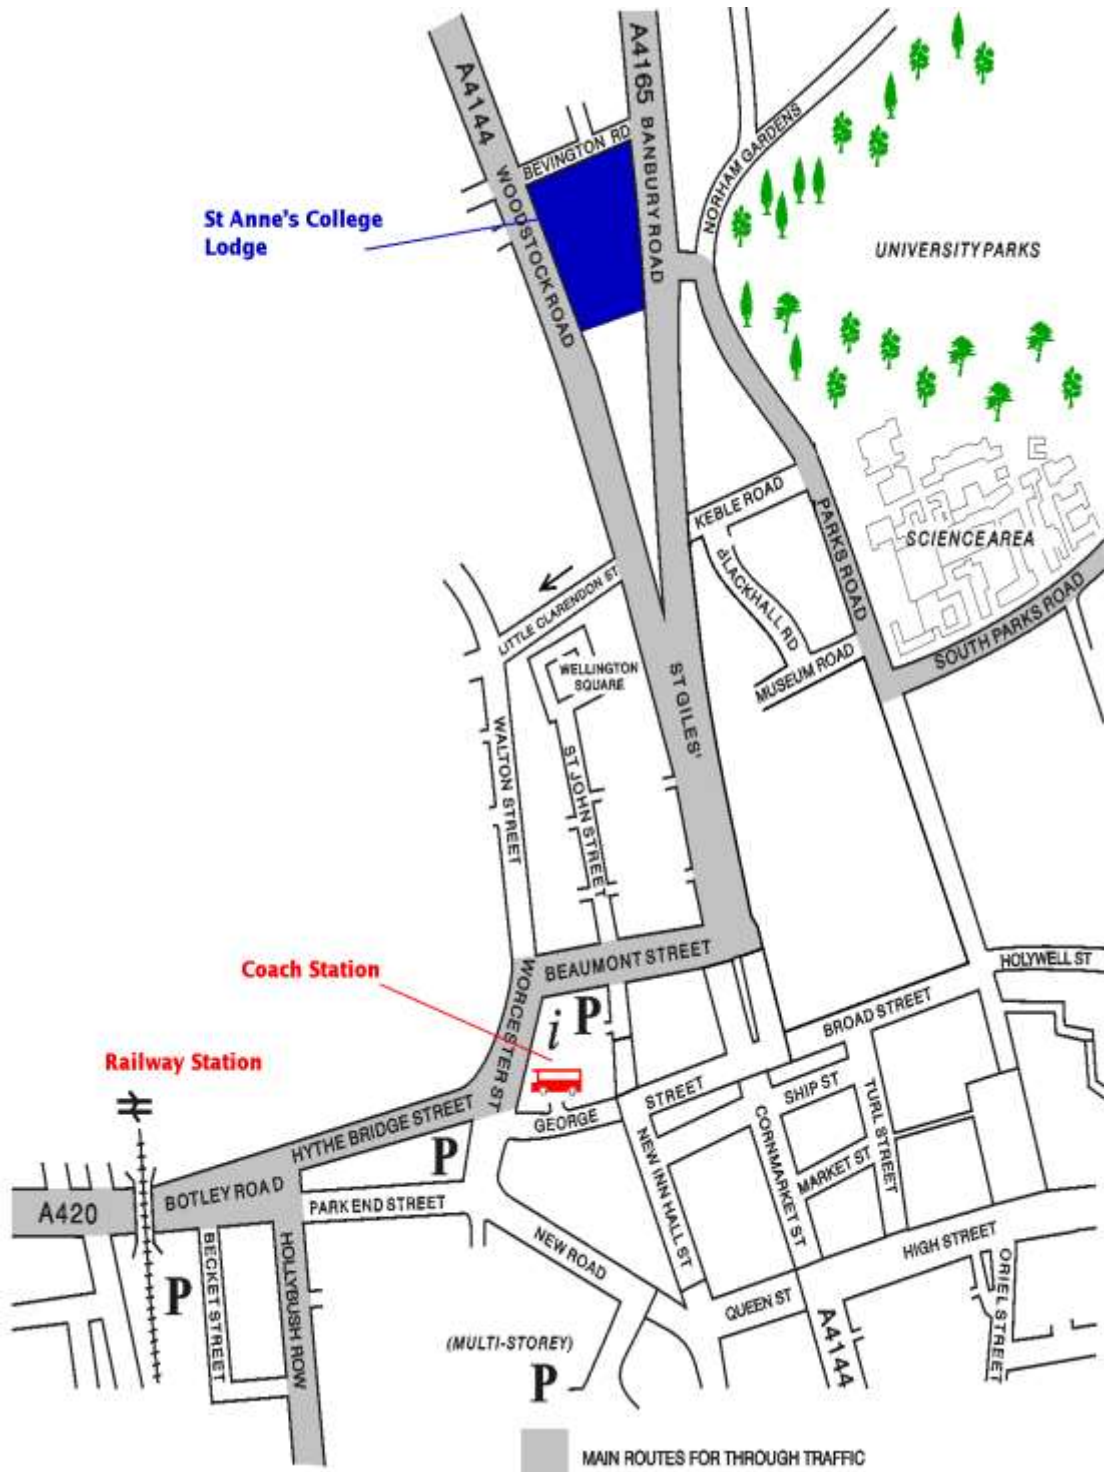 A4144
A4165
BANBURY ROAD
BEVINGTON RD
NORHAM GARDENS
WOODSTOCK ROAD
St Anne's College
Lodge
UNIVERSITY PARKS
KEBLE ROAD
PARKS ROAD
SCIENCE AREA
BLACKHALL RD
LITTLE CLARENDON ST
SOUTH PARKS ROAD
MUSEUM ROAD
WELLINGTON
SQUARE
ST GILES'
WALTON STREET
ST JOHN STREET
BEAUMONT STREET
HOLYWELL ST
Coach Station
WORCESTER ST
i
P
BROAD STREET
Railway Station
SHIP ST
STREET
GEORGE
TURL STREET
HYTHE BRIDGE STREET
CORNMARKET ST
NEW INN HALL ST
P
MARKET ST
BOTLEY ROAD
PARK END STREET
A420
HIGH STREET
NEW ROAD
BECKET STREET
HOLLYBUSH ROW
P
ORIEL STREET
QUEEN ST
A4144
(MULTI-STOREY)
P
MAIN ROUTES FOR THROUGH TRAFFIC